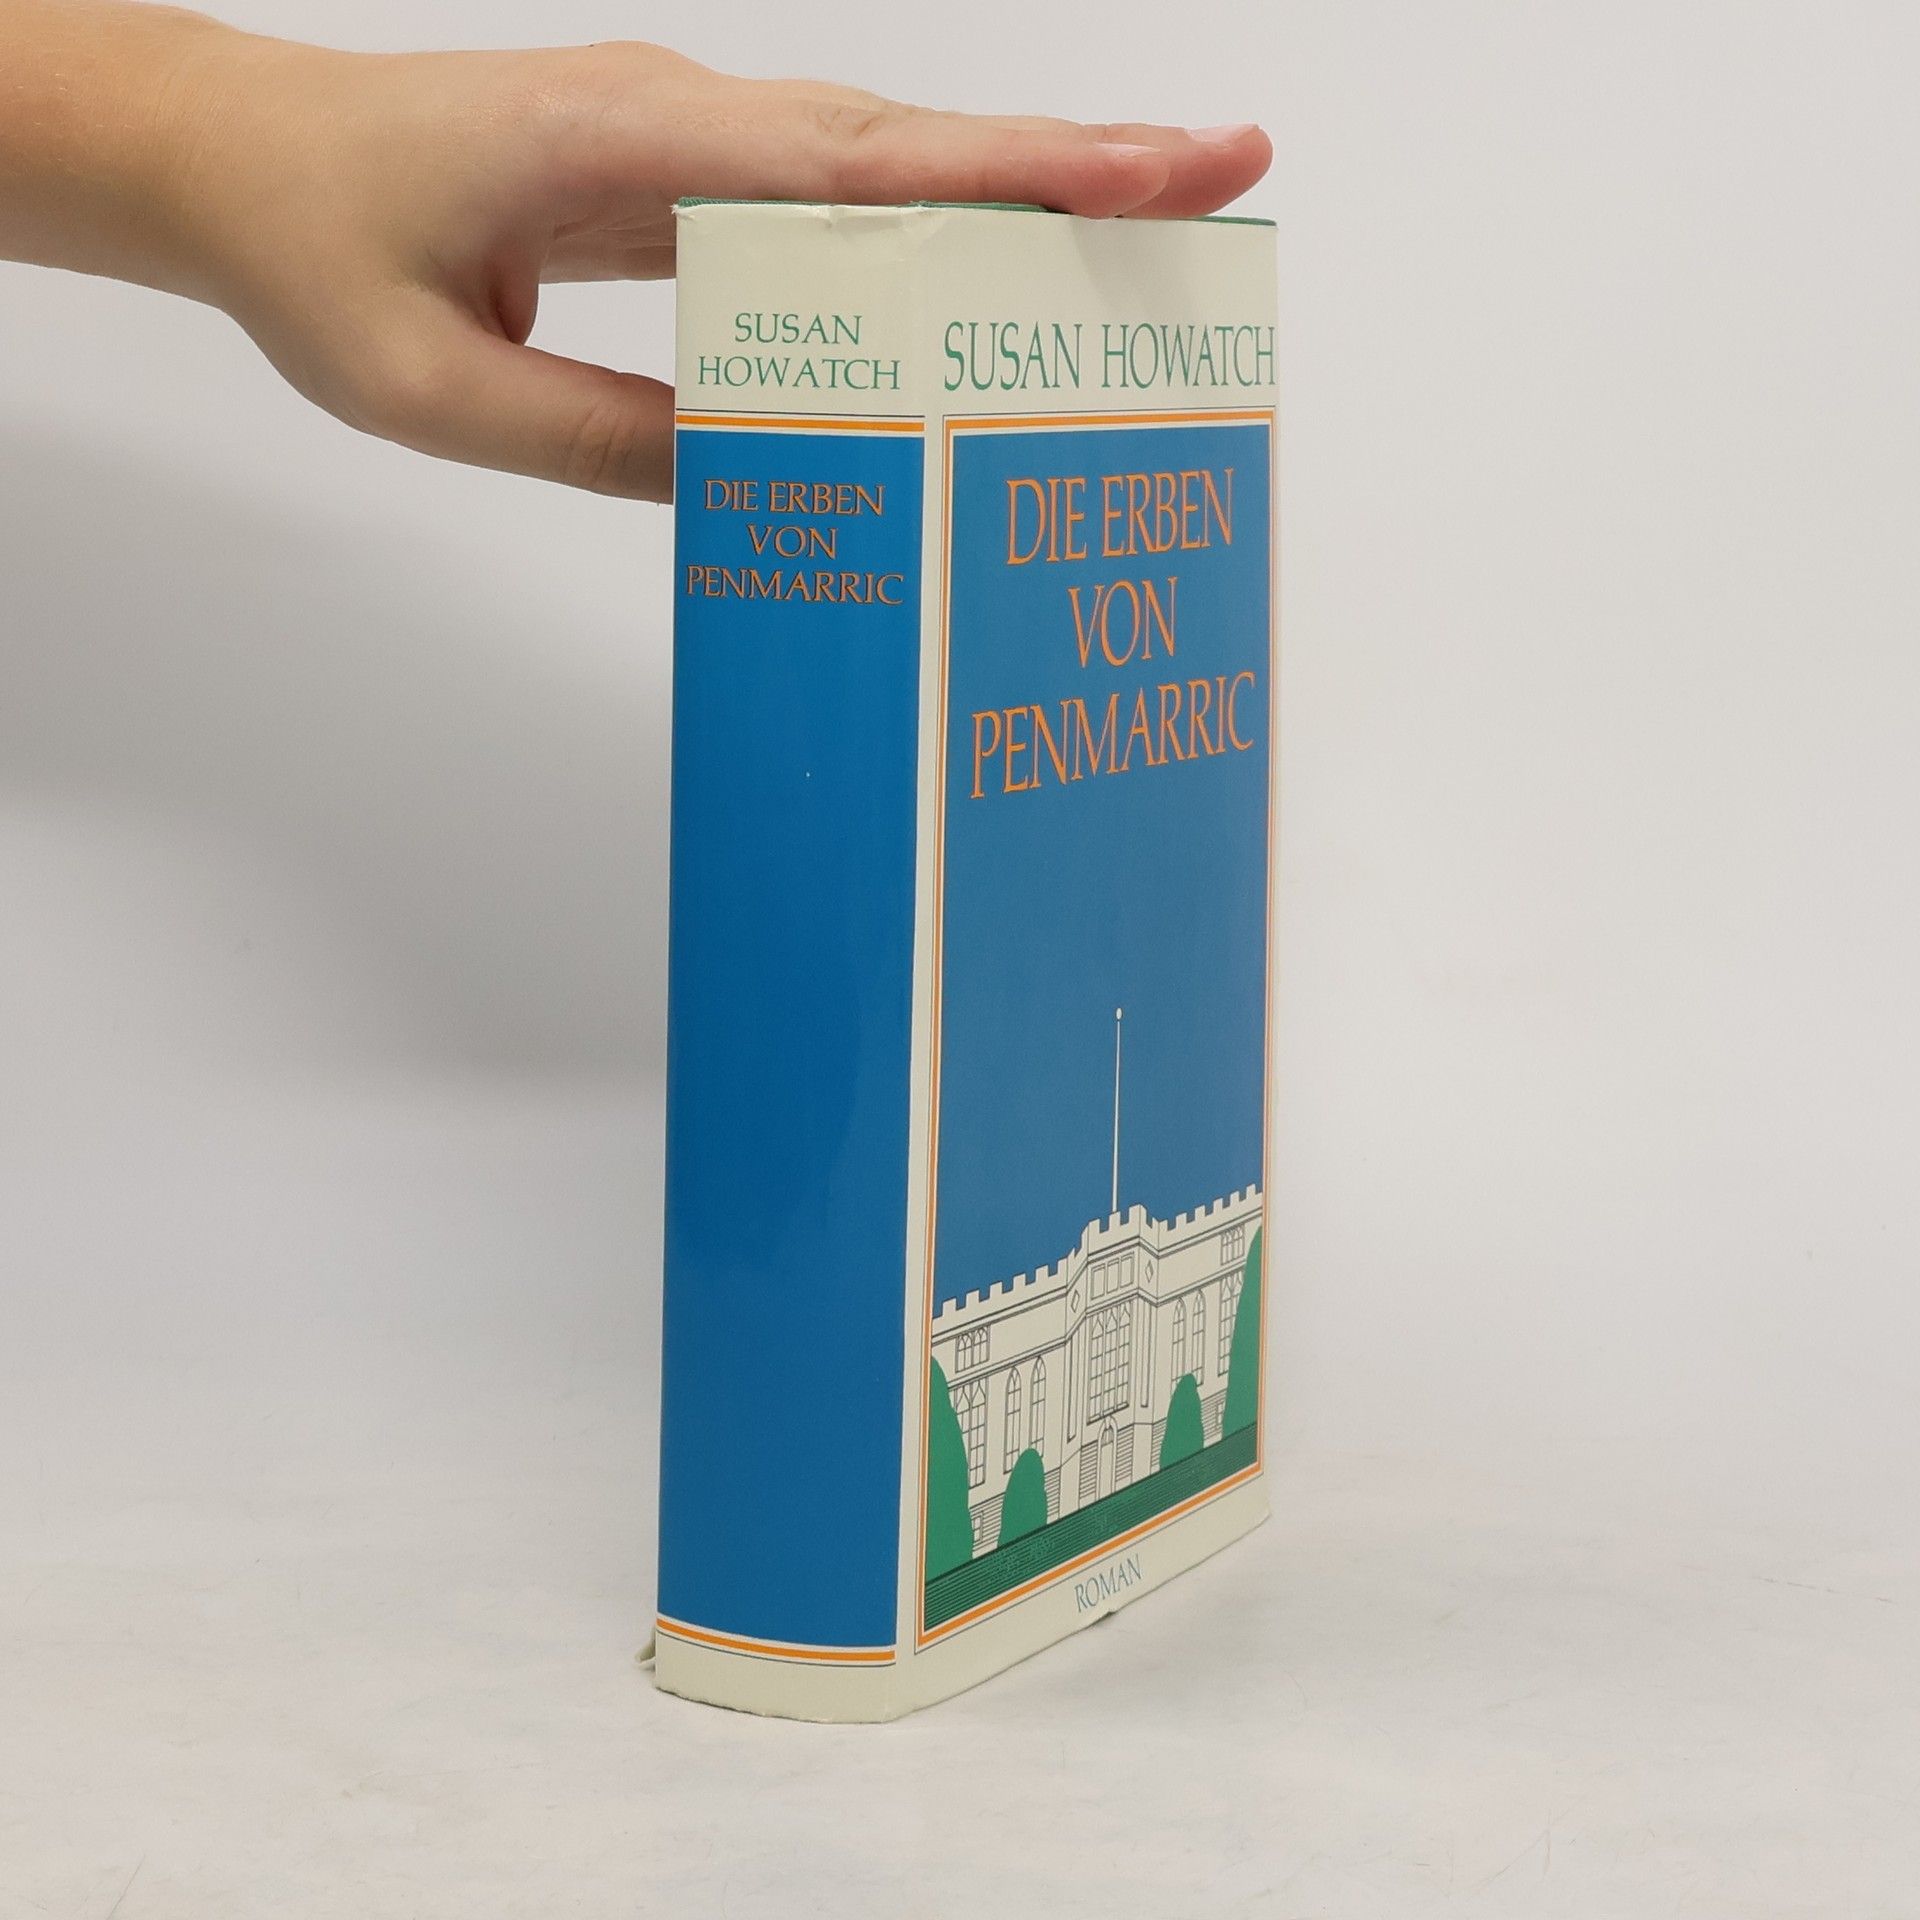 SUSAN
HOWATCH
DIE ERBEN
VON
PENMARRIC
SUSAN HOWATCH
DIE ERBEN
VON
PENMARRIC
ROMAN